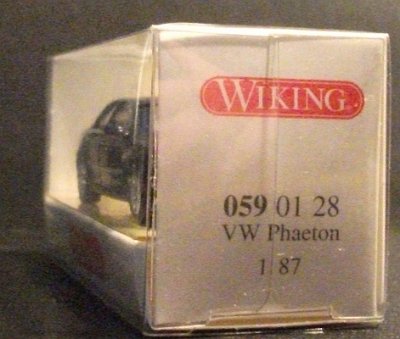 WIKING
059 01 28
VW Phaeton
1:87